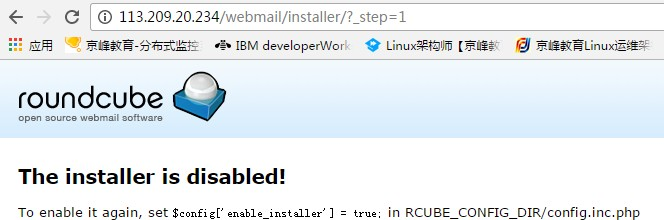 113.209.20.234/webmail/installer/?_step=1
应用 京峰教育-分布式监控 IBM developerWork Linux架构师【京峰 京峰教育Linux运维架
roundcube
open source webmail software
The installer is disabled!
To enable it again, set $config['enable_installer'] = true; in RCUBE_CONFIG_DIR/config.inc.php